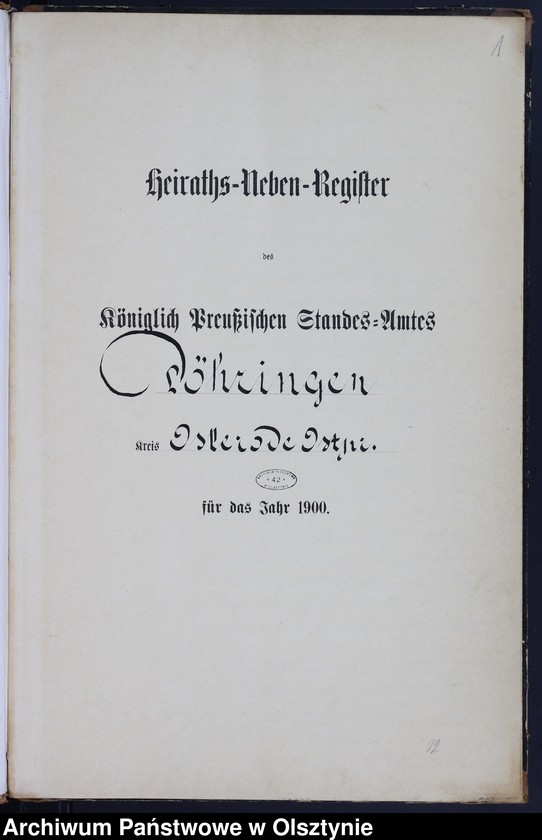 1
Heiraths-Neben-Register
des
Königlich Preußischen Standes-Amtes
Döhringen
Kreis Osterode Ostpr.
42
für das Jahr 1900.
12
Archiwum Państwowe w Olsztynie